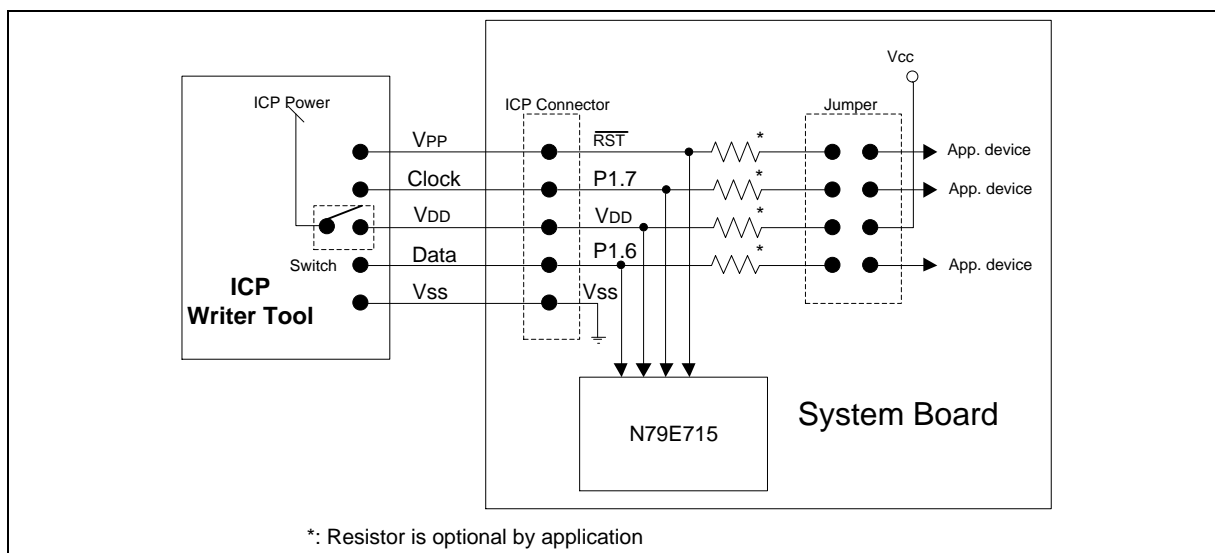 Vcc
ICP Power
ICP Connector
Jumper
VPP
RST
*
App. device
Clock
P1.7
*
App. device
VDD
VDD
*
Switch
Data
P1.6
*
App. device
ICP
Writer Tool
Vss
Vss
N79E715
System Board
*: Resistor is optional by application